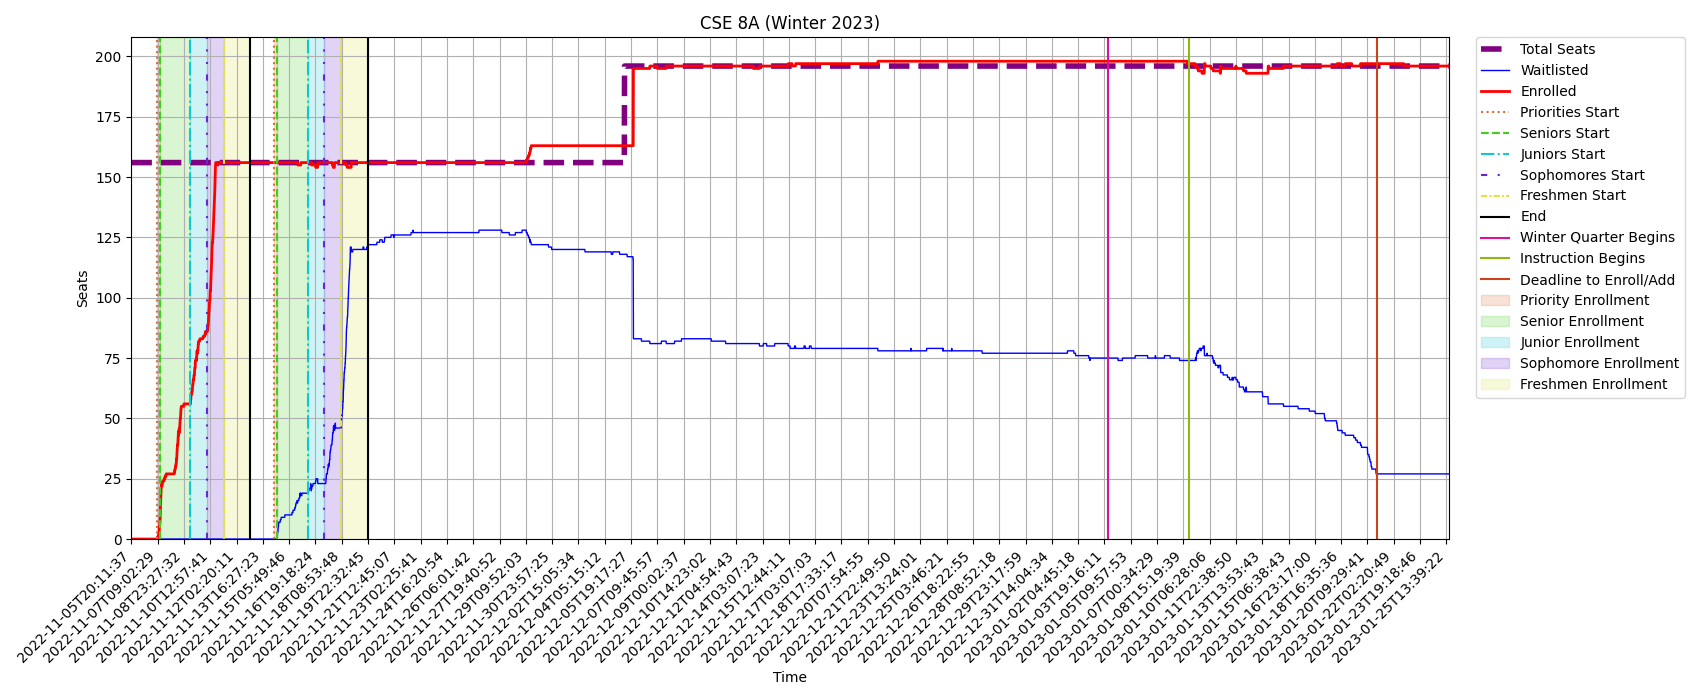 CSE 8A (Winter 2023)
200
175
150
125
100
75
50
25
0
Seats
2022-11-05T20:11:37
2022-11-07T09:02:29
2022-11-08T23:27:32
2022-11-10T12:57:41
2022-11-12T02:20:11
2022-11-13T16:27:23
2022-11-15T05:49:46
2022-11-16T19:18:24
2022-11-18T08:53:48
2022-11-19T22:32:45
2022-11-21T12:45:07
2022-11-23T02:25:41
2022-11-24T16:20:54
2022-11-26T06:01:42
2022-11-27T19:40:52
2022-11-29T09:52:03
2022-11-30T23:57:25
2022-12-02T15:05:34
2022-12-04T05:15:12
2022-12-05T19:17:27
2022-12-07T09:45:57
2022-12-09T00:02:37
2022-12-10T14:23:02
2022-12-12T04:54:43
2022-12-14T03:07:23
2022-12-15T12:44:11
2022-12-17T03:07:03
2022-12-18T17:33:17
2022-12-20T07:54:55
2022-12-21T22:49:50
2022-12-23T13:24:01
2022-12-25T03:46:21
2022-12-26T18:22:55
2022-12-28T08:52:18
2022-12-29T23:17:59
2022-12-31T14:04:34
2023-01-02T04:45:18
2023-01-03T19:16:11
2023-01-05T09:57:53
2023-01-07T00:34:29
2023-01-08T15:19:39
2023-01-10T06:28:06
2023-01-11T22:38:50
2023-01-13T13:53:43
2023-01-15T06:38:43
2023-01-16T23:17:00
2023-01-18T16:35:36
2023-01-20T09:29:41
2023-01-22T02:20:49
2023-01-23T19:18:46
2023-01-25T13:39:22
Time
Total Seats
Waitlisted
Enrolled
Priorities Start
Seniors Start
Juniors Start
Sophomores Start
Freshmen Start
End
Winter Quarter Begins
Instruction Begins
Deadline to Enroll/Add
Priority Enrollment
Senior Enrollment
Junior Enrollment
Sophomore Enrollment
Freshmen Enrollment